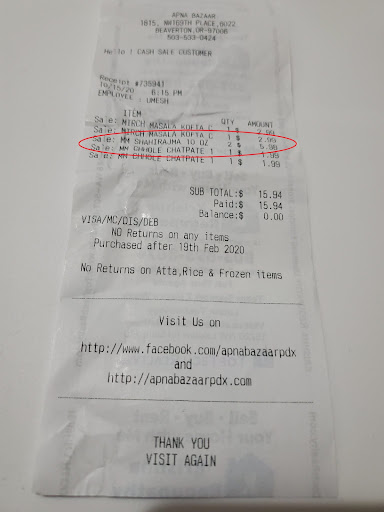 APNA BAZAAR
1815, NW169TH PLACE,6022
BEAVERTON,OR-97006
503-533-0424
Hello ! CASH SALE CUSTOMER
Receipt #:735941
10/15/20 6:15 PM
EMPLOYEE : UMESH
ITEM QTY AMOUNT
Sale: MIRCH MASALA KOFTA 1 $ 2.99
Sale: MIRCH MASALA KOFTA C 1 $ 2.99
Sale: MM SHAHIRAJMA 10 OZ 2 $ 5.98
Sale: MM CHHOLE CHATPATE 1 1 $ 1.99
Sale: MM CHHOLE CHATPATE 1 1 $ 1.99
SUB TOTAL:$ 15.94
Paid:$ 15.94
Balance:$ 0.00
VISA/MC/DIS/DEB
NO Returns on any items
Purchased after 19th Feb 2020
No Returns on Atta,Rice & Frozen items
Visit Us on
http://www.facebook.com/apnabazaarpdx
and
http://apnabazaarpdx.com
THANK YOU
VISIT AGAIN